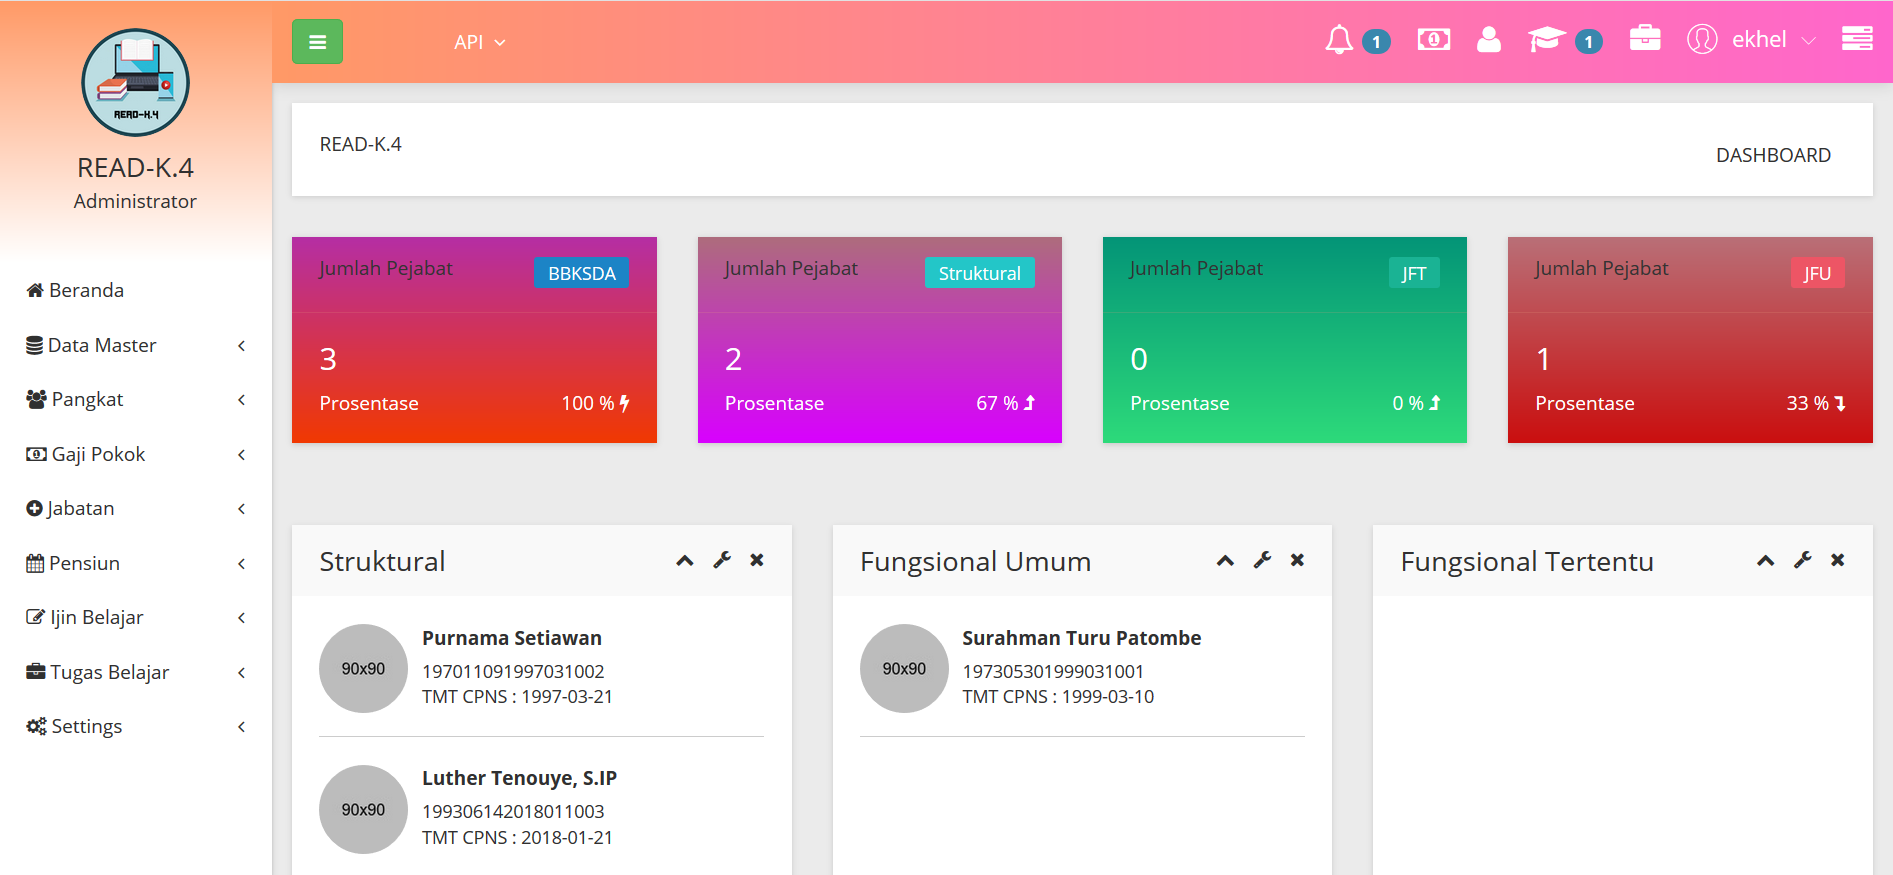 READ-K.4
READ-K.4
Administrator
Beranda
Data Master
Pangkat
Gaji Pokok
Jabatan
Pensiun
Ijin Belajar
Tugas Belajar
Settings
API
1
1
ekhel
READ-K.4
DASHBOARD
Jumlah Pejabat BBKSDA
3
Prosentase 100 %
Jumlah Pejabat Struktural
2
Prosentase 67 %
Jumlah Pejabat JFT
0
Prosentase 0 %
Jumlah Pejabat JFU
1
Prosentase 33 %
Struktural
90x90
Purnama Setiawan
197011091997031002
TMT CPNS : 1997-03-21
90x90
Luther Tenouye, S.IP
199306142018011003
TMT CPNS : 2018-01-21
Fungsional Umum
90x90
Surahman Turu Patombe
197305301999031001
TMT CPNS : 1999-03-10
Fungsional Tertentu